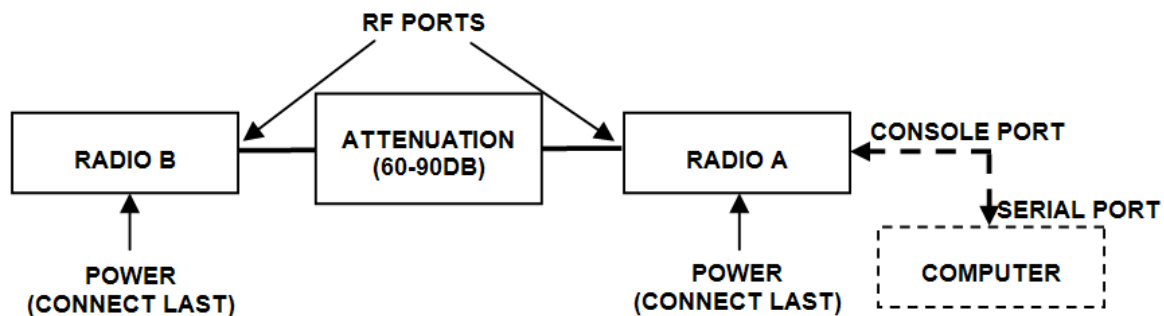 RF PORTS
RADIO B
ATTENUATION
(60-90DB)
RADIO A
CONSOLE PORT
SERIAL PORT
COMPUTER
POWER
(CONNECT LAST)
POWER
(CONNECT LAST)